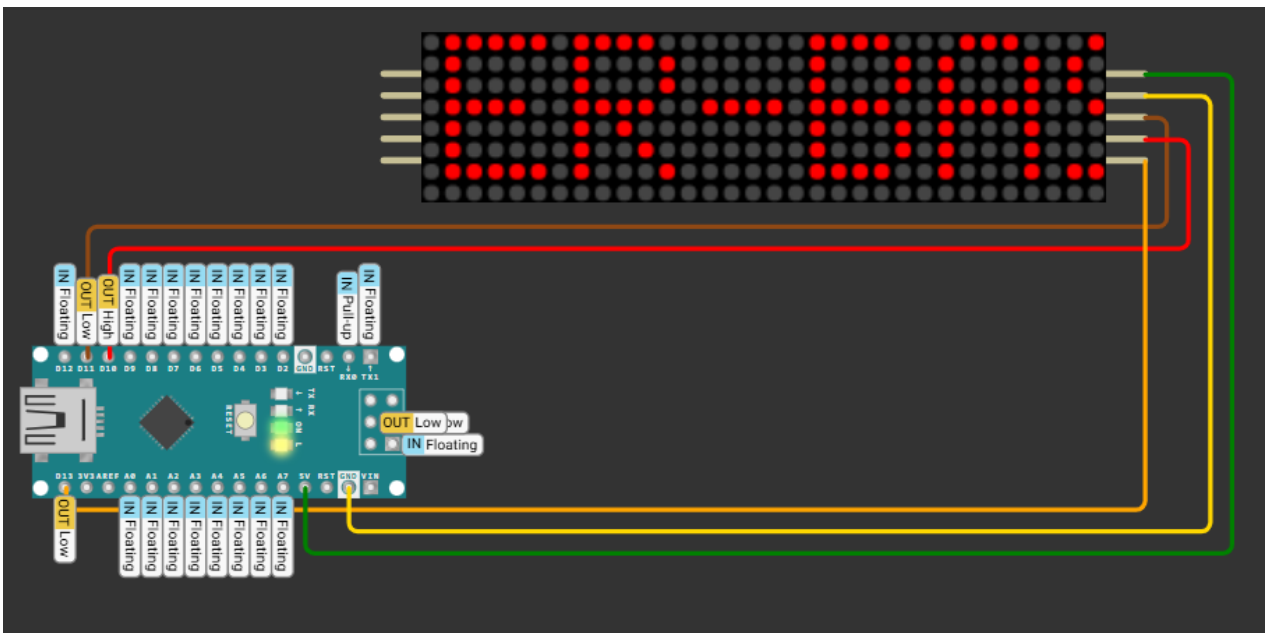 ER-BA
IN Floating
OUT Low
OUT High
IN Floating
IN Floating
IN Floating
IN Floating
IN Floating
IN Floating
IN Floating
IN Floating
IN Pull-up
IN Floating
D12 D11 D10 D9 D8 D7 D6 D5 D4 D3 D2 GND RST RX0 TX1
RESET
TX
RX
ON
L
OUT Low
IN Floating
D13 3V3 AREF A0 A1 A2 A3 A4 A5 A6 A7 5V RST GND VIN
OUT Low
IN Floating
IN Floating
IN Floating
IN Floating
IN Floating
IN Floating
IN Floating
IN Floating